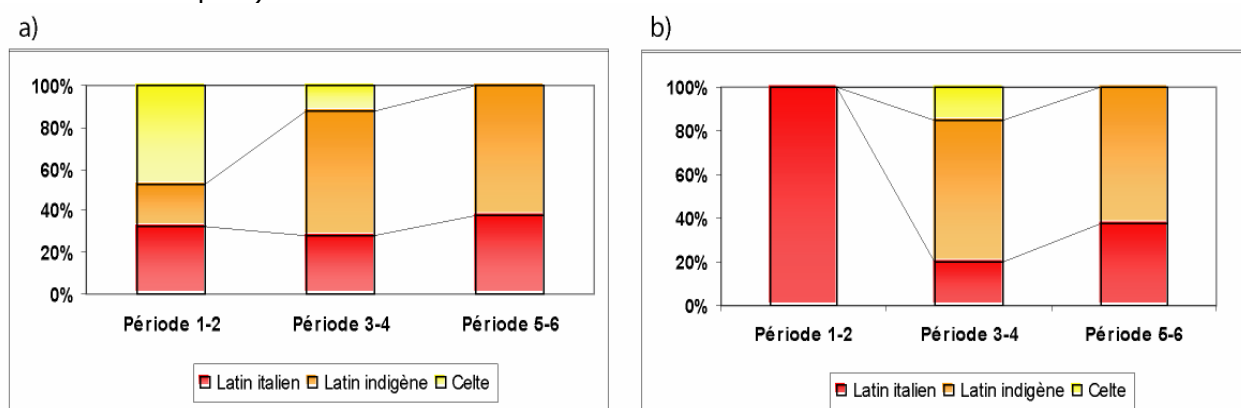 a)
100%
80%
60%
40%
20%
0%
Période 1-2 Période 3-4 Période 5-6
Latin italien Latin indigène Celte
b)
100%
80%
60%
40%
20%
0%
Période 1-2 Période 3-4 Période 5-6
Latin italien Latin indigène Celte